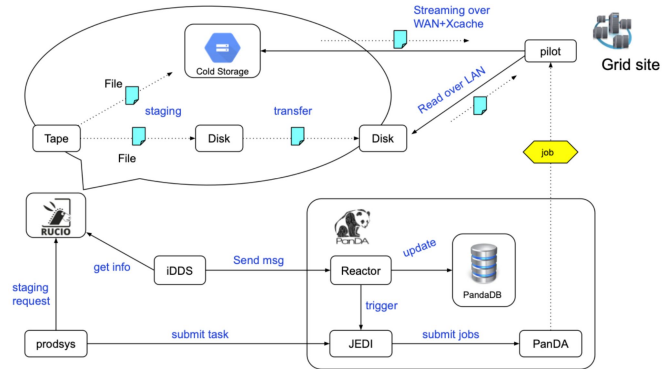 Streaming over
WAN+Xcache
Cold Storage
pilot
Grid site
File
staging
transfer
Read over LAN
Tape
Disk
Disk
File
job
RUCIO
PanDA
get info
iDDS
Send msg
Reactor
update
PandaDB
staging
request
trigger
prodsys
submit task
JEDI
submit jobs
PanDA